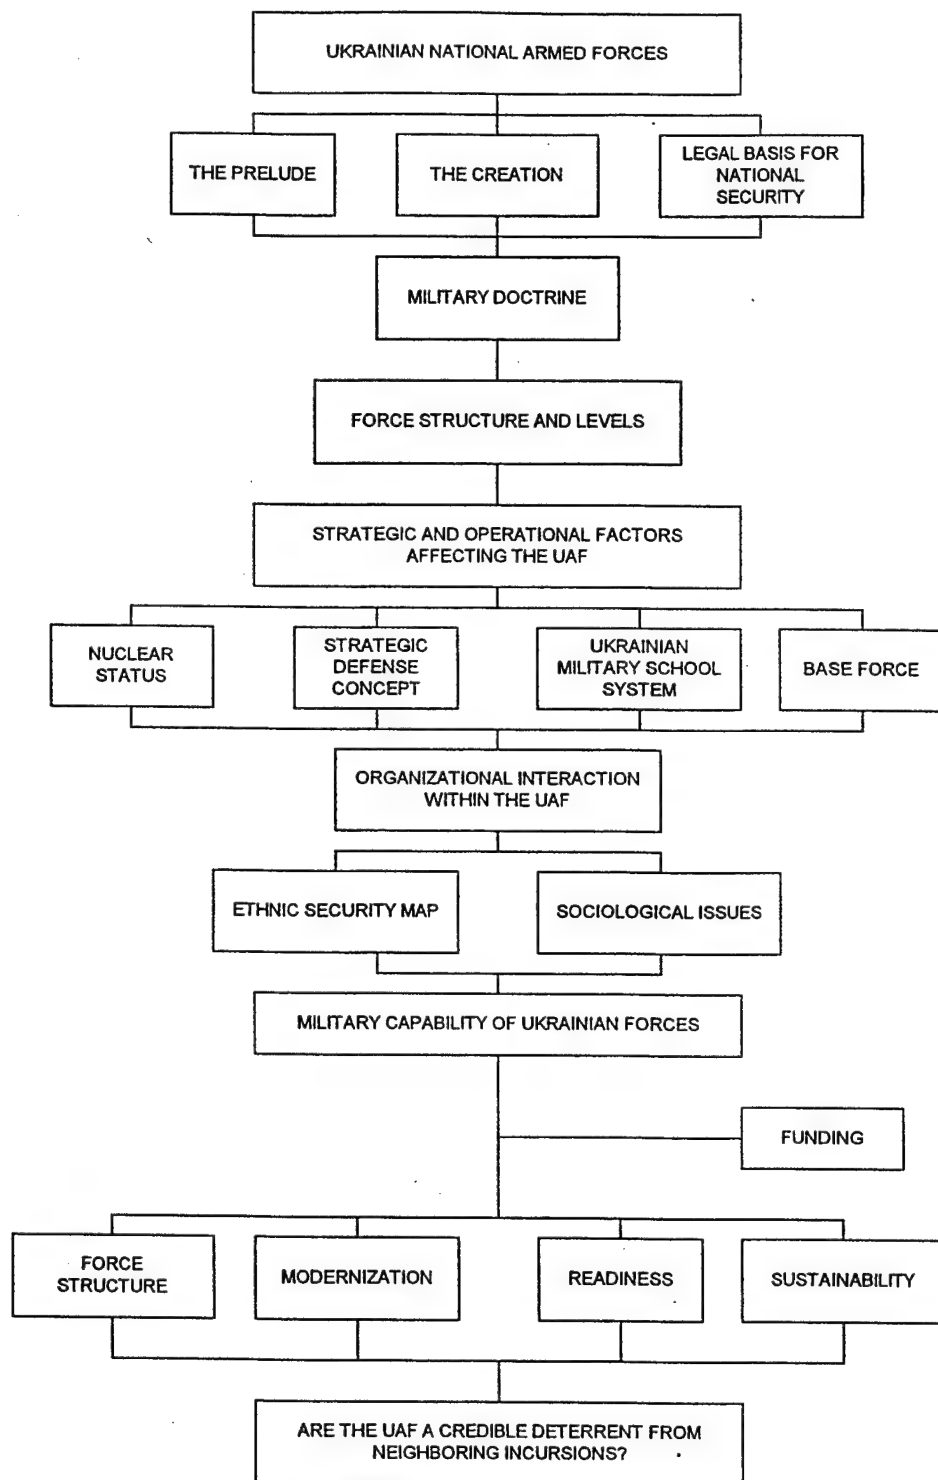 UKRAINIAN NATIONAL ARMED FORCES
THE PRELUDE
THE CREATION
LEGAL BASIS FOR
NATIONAL
SECURITY
MILITARY DOCTRINE
FORCE STRUCTURE AND LEVELS
STRATEGIC AND OPERATIONAL FACTORS
AFFECTING THE UAF
NUCLEAR
STATUS
STRATEGIC
DEFENSE
CONCEPT
UKRAINIAN
MILITARY SCHOOL
SYSTEM
BASE FORCE
ORGANIZATIONAL INTERACTION
WITHIN THE UAF
ETHNIC SECURITY MAP
SOCIOLOGICAL ISSUES
MILITARY CAPABILITY OF UKRAINIAN FORCES
FUNDING
FORCE
STRUCTURE
MODERNIZATION
READINESS
SUSTAINABILITY
ARE THE UAF A CREDIBLE DETERRENT FROM
NEIGHBORING INCURSIONS?